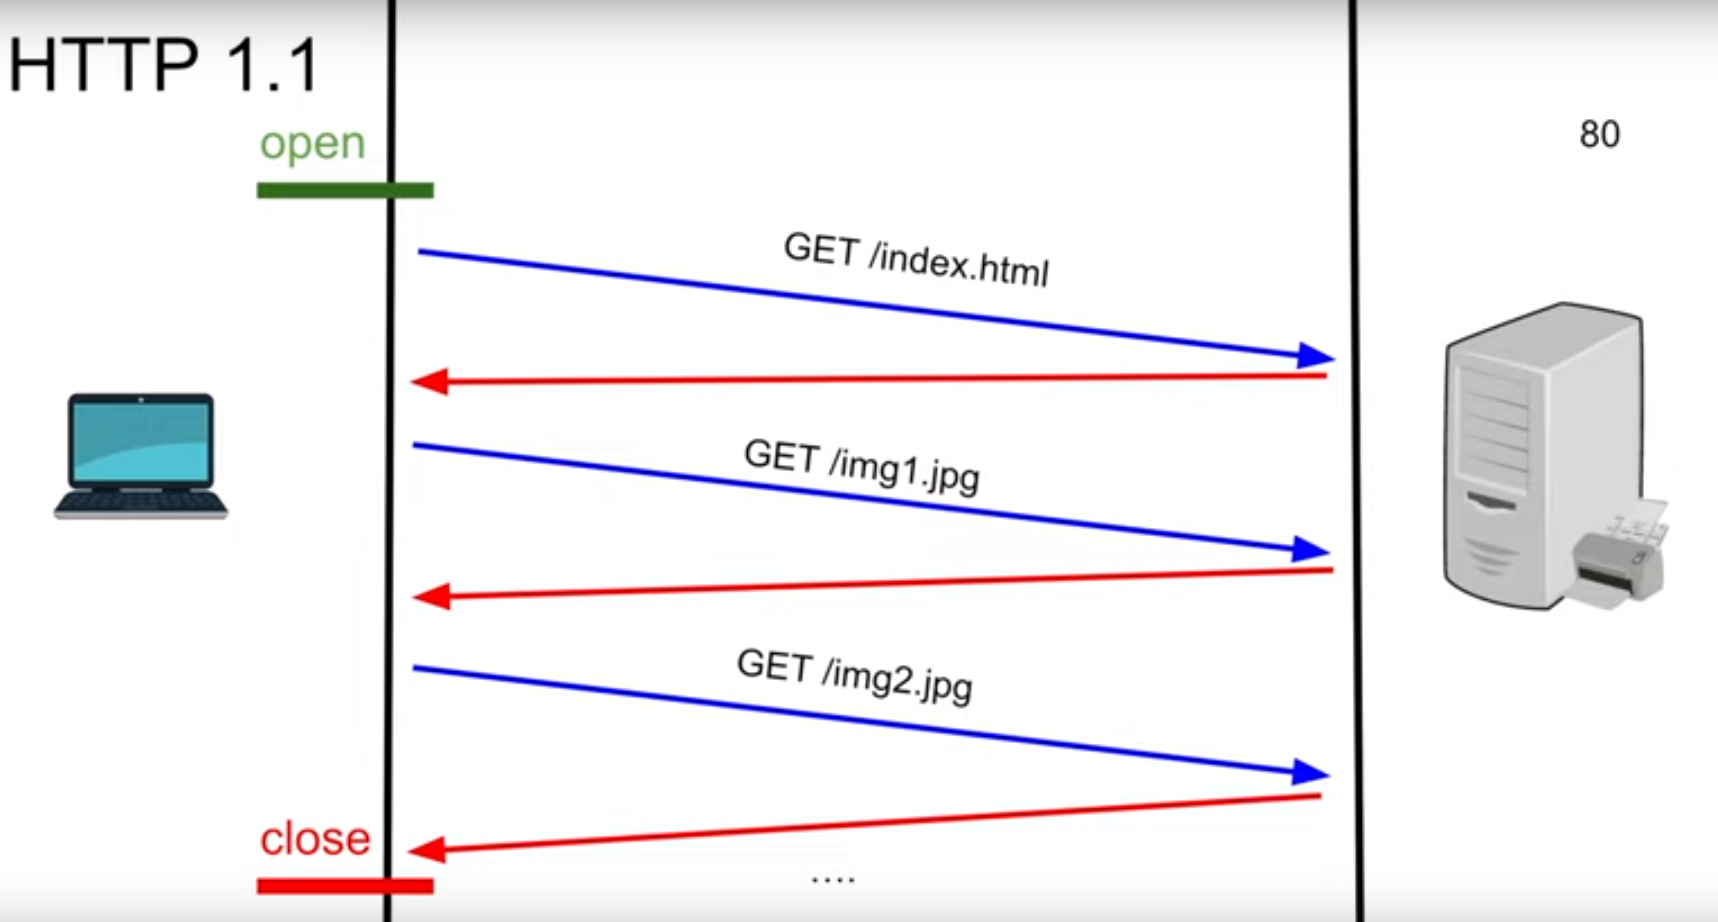 HTTP 1.1
open
80
GET /index.html
GET /img1.jpg
GET /img2.jpg
close
....